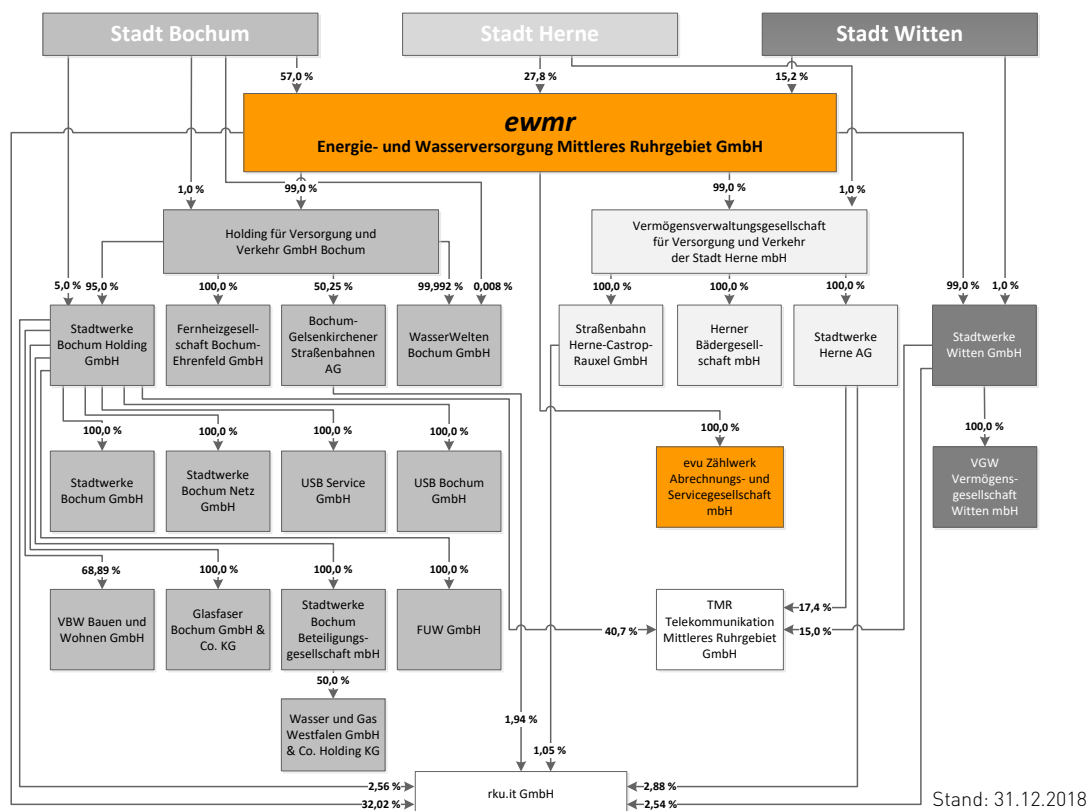 Stadt Bochum
Stadt Herne
Stadt Witten
57,0 %
27,8 %
15,2 %
ewmr
Energie- und Wasserversorgung Mittleres Ruhrgebiet GmbH
1,0 %
99,0 %
99,0 %
1,0 %
Holding für Versorgung und
Verkehr GmbH Bochum
Vermögensverwaltungsgesellschaft
für Versorgung und Verkehr
der Stadt Herne mbH
5,0 %
95,0 %
100,0 %
50,25 %
99,992 %
0,008 %
100,0 %
100,0 %
100,0 %
99,0 %
1,0 %
Stadtwerke
Bochum Holding
GmbH
Fernheizgesell-
schaft Bochum-
Ehrenfeld GmbH
Bochum-
Gelsenkirchener
Straßenbahnen
AG
WasserWelten
Bochum GmbH
Straßenbahn
Herne-Castrop-
Rauxel GmbH
Herner
Bädergesell-
schaft mbH
Stadtwerke
Herne AG
Stadtwerke
Witten GmbH
100,0 %
100,0 %
100,0 %
100,0 %
100,0 %
100,0 %
Stadtwerke
Bochum GmbH
Stadtwerke
Bochum Netz
GmbH
USB Service
GmbH
USB Bochum
GmbH
evu Zählwerk
Abrechnungs- und
Servicegesellschaft
mbH
VGW
Vermögens-
gesellschaft
Witten mbH
68,89 %
100,0 %
100,0 %
100,0 %
VBW Bauen und
Wohnen GmbH
Glasfaser
Bochum GmbH &
Co. KG
Stadtwerke
Bochum
Beteiligungs-
gesellschaft mbH
FUW GmbH
40,7 %
TMR
Telekommunikation
Mittleres Ruhrgebiet
GmbH
17,4 %
15,0 %
50,0 %
Wasser und Gas
Westfalen GmbH
& Co. Holding KG
1,94 %
1,05 %
2,56 %
32,02 %
rku.it GmbH
2,88 %
2,54 %
Stand: 31.12.2018